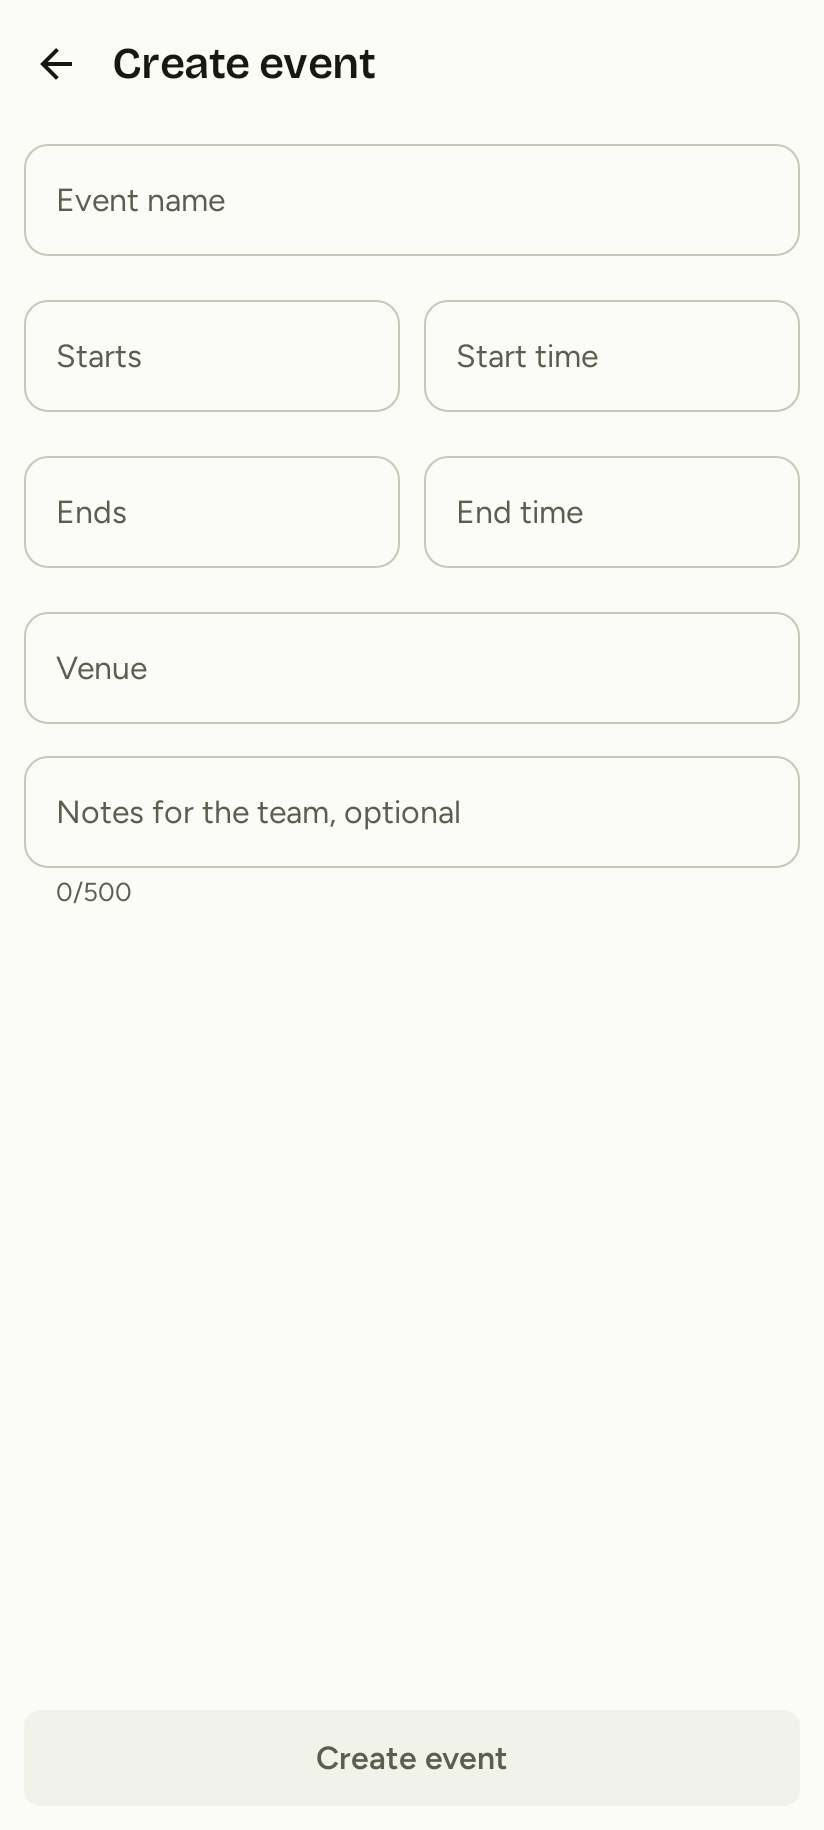 Create event
Event name
Starts
Start time
Ends
End time
Venue
Notes for the team, optional
0/500
Create event